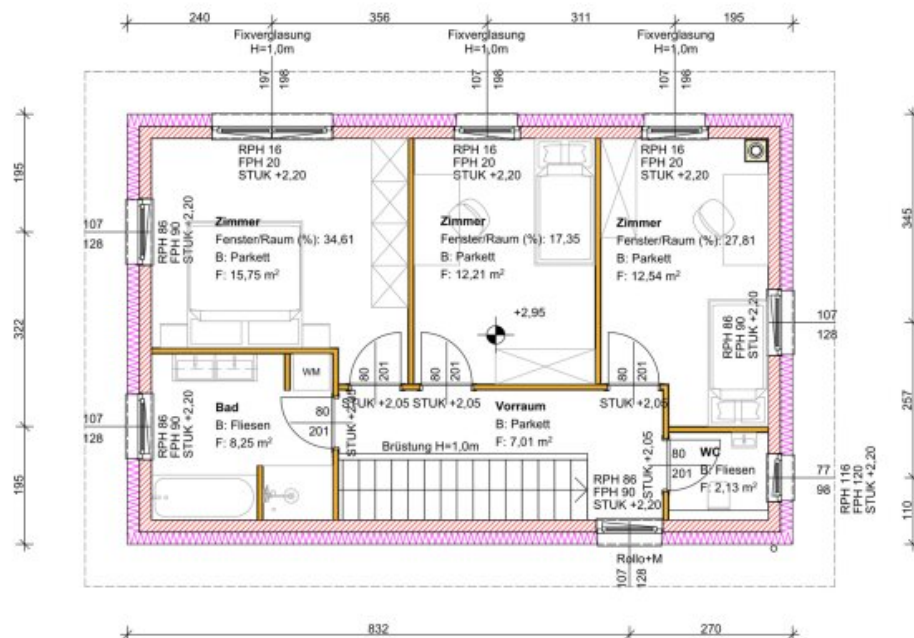 240
356
311
195
Fixverglasung
H=1,0m
Fixverglasung
H=1,0m
Fixverglasung
H=1,0m
197
198
107
198
107
198
RPH 16
FPH 20
STUK +2,20
RPH 16
FPH 20
STUK +2,20
RPH 16
FPH 20
STUK +2,20
195
322
195
107
128
RPH 86
FPH 90
STUK +2,20
Zimmer
Fenster/Raum (%): 34,61
B: Parkett
F: 15,75 m²
Zimmer
Fenster/Raum (%): 17,35
B: Parkett
F: 12,21 m²
Zimmer
Fenster/Raum (%): 27,81
B: Parkett
F: 12,54 m²
+2,95
107
128
RPH 86
FPH 90
STUK +2,20
345
257
110
WM
80
201
STUK +2,05
80
201
STUK +2,05
80
201
STUK +2,05
107
128
RPH 86
FPH 90
STUK +2,20
Bad
B: Fliesen
F: 8,25 m²
80
201
STUK +2,05
Vorraum
B: Parkett
F: 7,01 m²
Brüstung H=1,0m
RPH 86
FPH 90
STUK +2,20
STUK +2,05
80
201
WC
B: Fliesen
F: 2,13 m²
77
98
RPH 116
FPH 120
STUK +2,20
Rollo+M
107
128
832
270